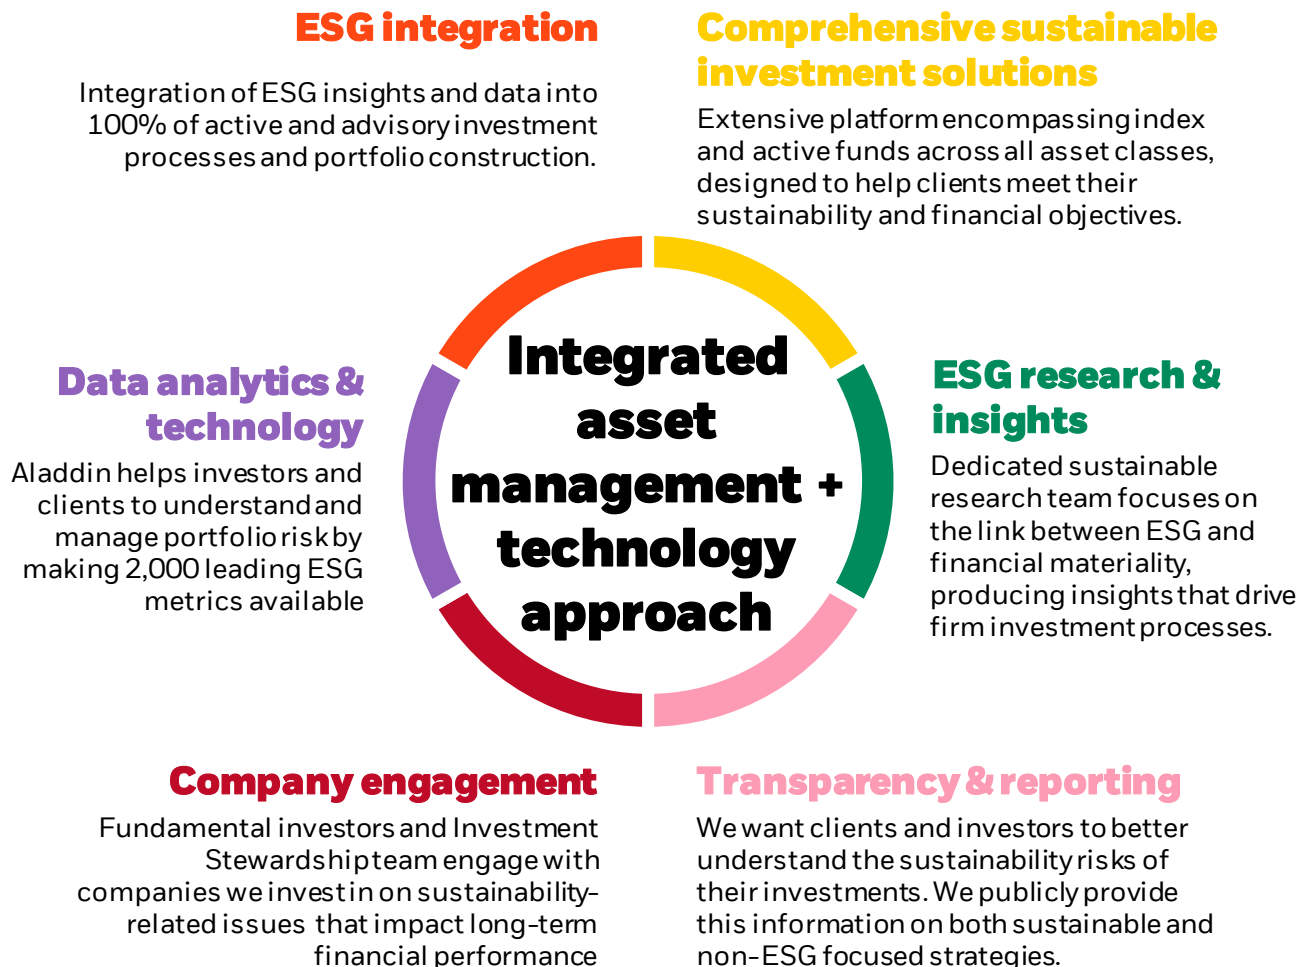 ESG integration
Integration of ESG insights and data into
100% of active and advisory investment
processes and portfolio construction.
Comprehensive sustainable
investment solutions
Extensive platform encompassing index
and active funds across all asset classes,
designed to help clients meet their
sustainability and financial objectives.
Data analytics &
technology
Aladdin helps investors and
clients to understand and
manage portfolio risk by
making 2,000 leading ESG
metrics available
Integrated
asset
management +
technology
approach
ESG research &
insights
Dedicated sustainable
research team focuses on
the link between ESG and
financial materiality,
producing insights that drive
firm investment processes.
Company engagement
Fundamental investors and Investment
Stewardship team engage with
companies we invest in on sustainability-
related issues that impact long-term
financial performance
Transparency & reporting
We want clients and investors to better
understand the sustainability risks of
their investments. We publicly provide
this information on both sustainable and
non-ESG focused strategies.